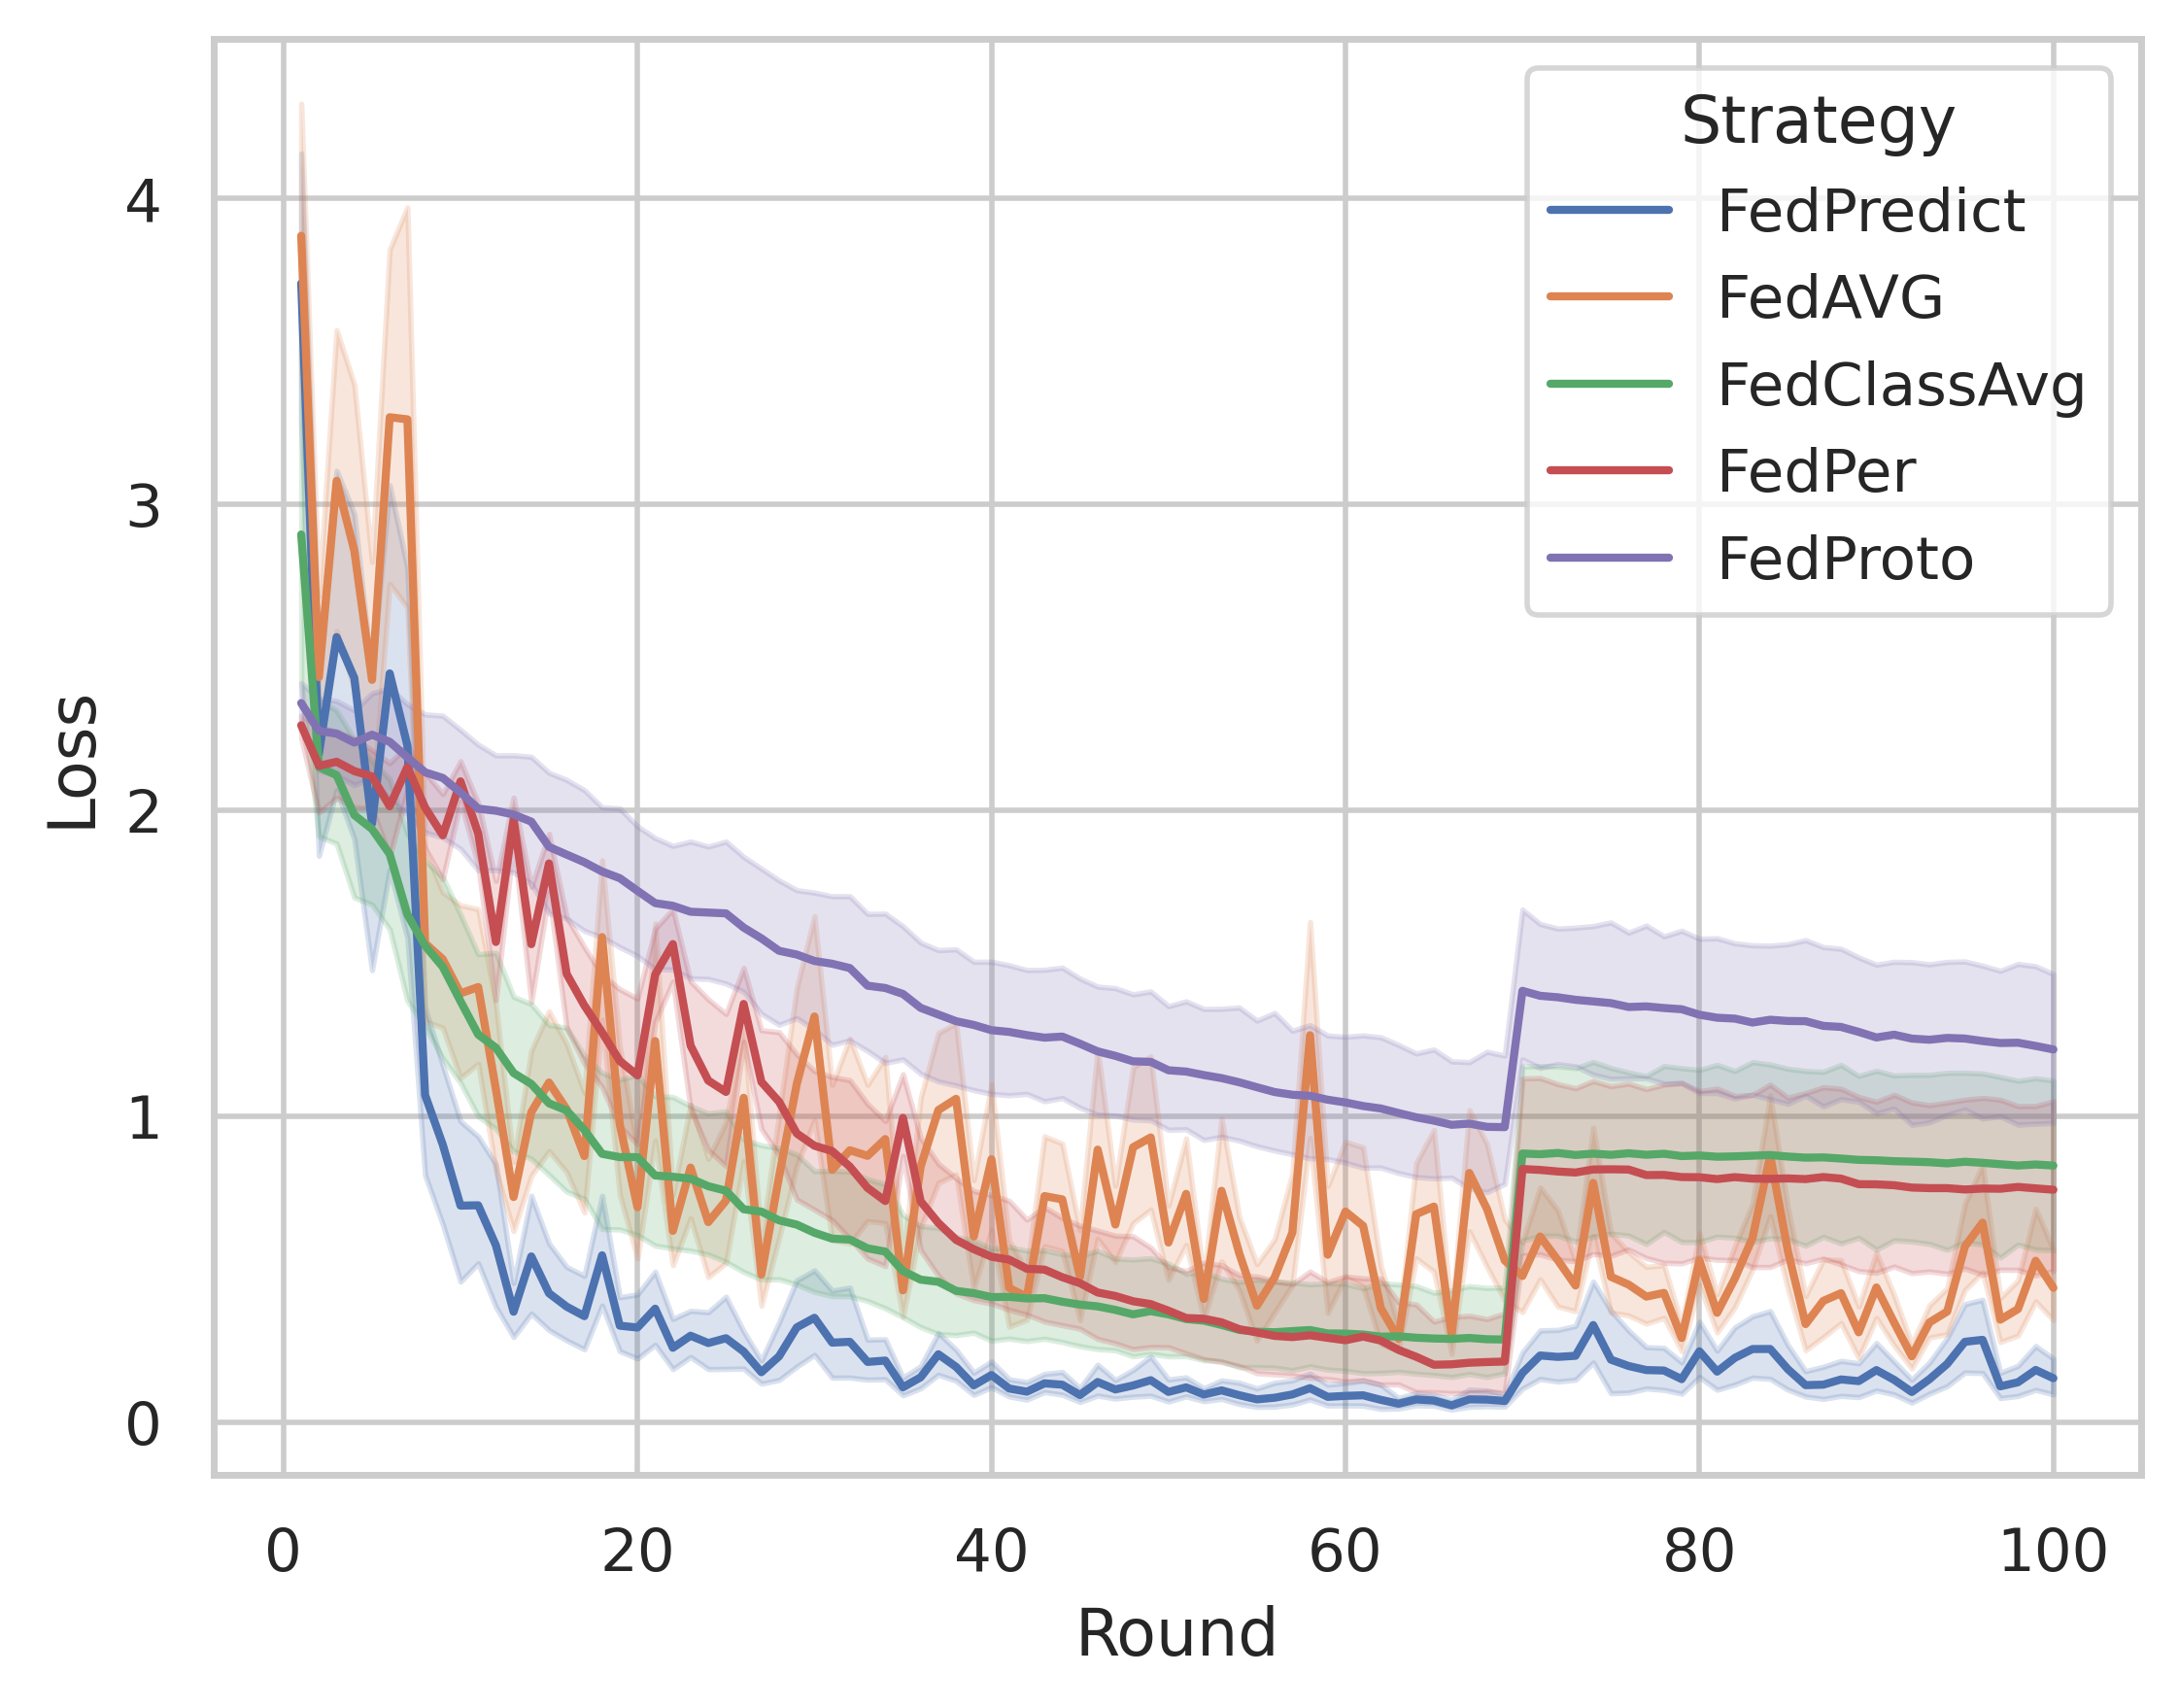 Strategy
FedPredict
FedAVG
FedClassAvg
FedPer
FedProto
Loss
4
3
2
1
0
0 20 40 60 80 100
Round